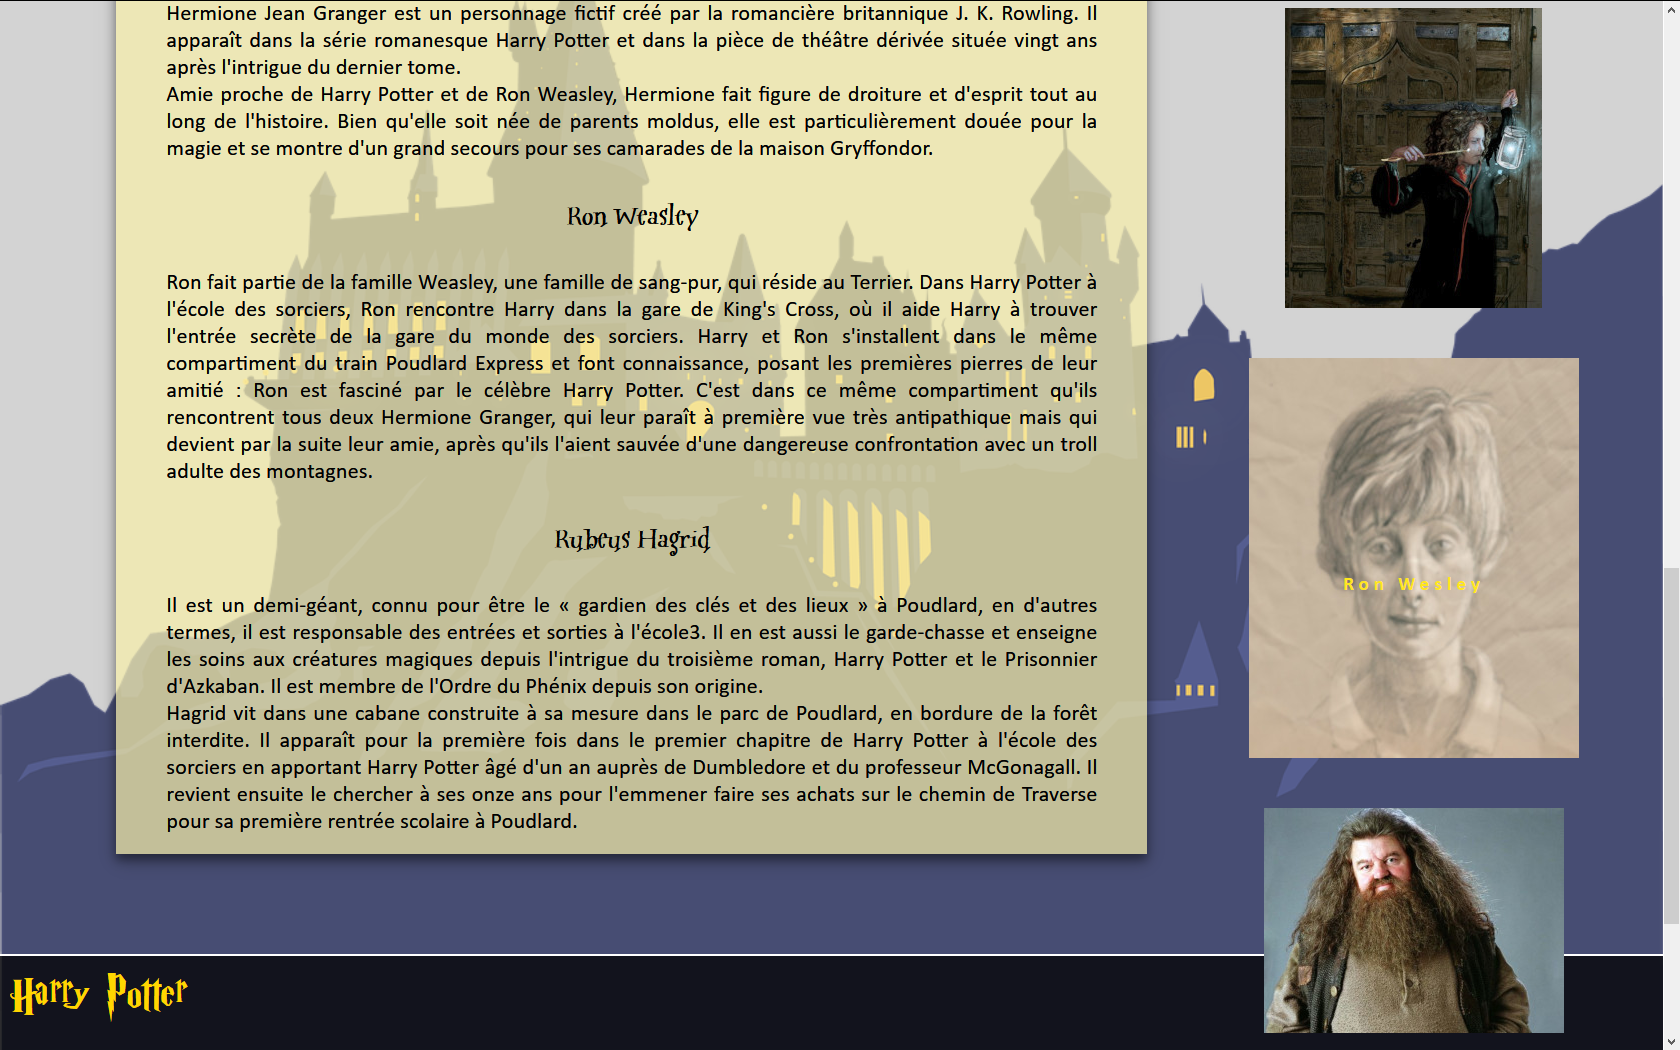 Hermione Jean Granger est un personnage fictif créé par la romancière britannique J. K. Rowling. Il
apparaît dans la série romanesque Harry Potter et dans la pièce de théâtre dérivée située vingt ans
après l'intrigue du dernier tome.
Amie proche de Harry Potter et de Ron Weasley, Hermione fait figure de droiture et d'esprit tout au
long de l'histoire. Bien qu'elle soit née de parents moldus, elle est particulièrement douée pour la
magie et se montre d'un grand secours pour ses camarades de la maison Gryffondor.
Ron Weasley
Ron fait partie de la famille Weasley, une famille de sang-pur, qui réside au Terrier. Dans Harry Potter à
l'école des sorciers, Ron rencontre Harry dans la gare de King's Cross, où il aide Harry à trouver
l'entrée secrète de la gare du monde des sorciers. Harry et Ron s'installent dans le même
compartiment du train Poudlard Express et font connaissance, posant les premières pierres de leur
amitié : Ron est fasciné par le célèbre Harry Potter. C'est dans ce même compartiment qu'ils
rencontrent tous deux Hermione Granger, qui leur paraît à première vue très antipathique mais qui
devient par la suite leur amie, après qu'ils l'aient sauvée d'une dangereuse confrontation avec un troll
adulte des montagnes.
Ron Wesley
Rubeus Hagrid
Il est un demi-géant, connu pour être le « gardien des clés et des lieux » à Poudlard, en d'autres
termes, il est responsable des entrées et sorties à l'école3. Il en est aussi le garde-chasse et enseigne
les soins aux créatures magiques depuis l'intrigue du troisième roman, Harry Potter et le Prisonnier
d'Azkaban. Il est membre de l'Ordre du Phénix depuis son origine.
Hagrid vit dans une cabane construite à sa mesure dans le parc de Poudlard, en bordure de la forêt
interdite. Il apparaît pour la première fois dans le premier chapitre de Harry Potter à l'école des
sorciers en apportant Harry Potter âgé d'un an auprès de Dumbledore et du professeur McGonagall. Il
revient ensuite le chercher à ses onze ans pour l'emmener faire ses achats sur le chemin de Traverse
pour sa première rentrée scolaire à Poudlard.
Harry Potter